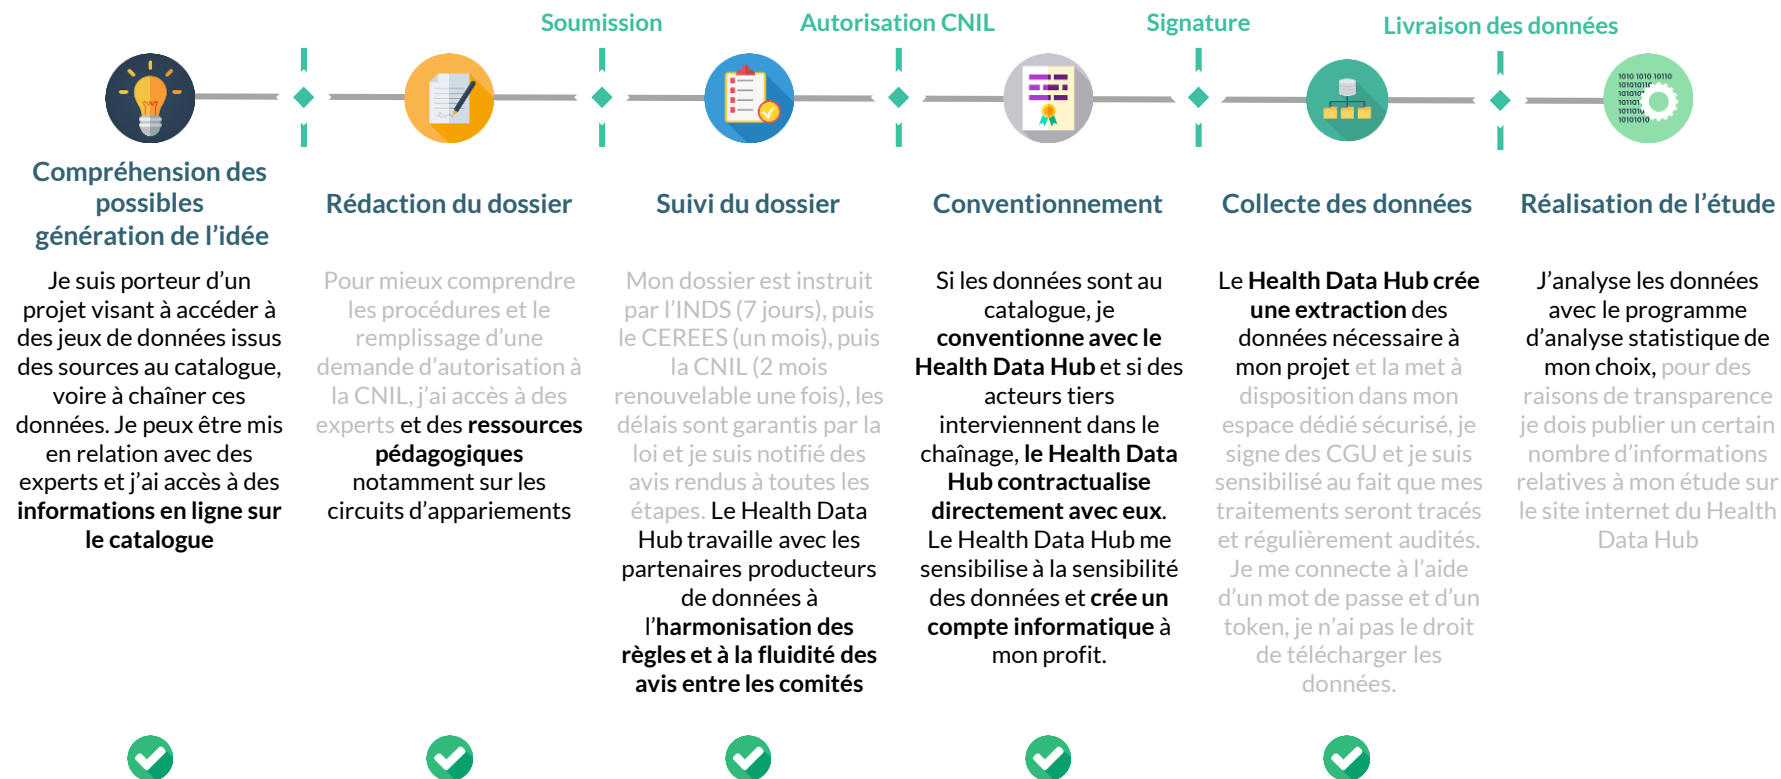 Soumission
Autorisation CNIL
Signature
Livraison des données
Compréhension des
possibles
génération de l’idée
Je suis porteur d’un
projet visant à accéder à
des jeux de données issus
des sources au catalogue,
voire à chaîner ces
données. Je peux être mis
en relation avec des
experts et j’ai accès à des
informations en ligne sur
le catalogue
Rédaction du dossier
Pour mieux comprendre
les procédures et le
remplissage d’une
demande d’autorisation à
la CNIL, j’ai accès à des
experts et des ressources
pédagogiques
notamment sur les
circuits d’appariements
Suivi du dossier
Mon dossier est instruit
par l’INDS (7 jours), puis
le CEREES (un mois), puis
la CNIL (2 mois
renouvelable une fois), les
délais sont garantis par la
loi et je suis notifié des
avis rendus à toutes les
étapes. Le Health Data
Hub travaille avec les
partenaires producteurs
de données à
l’harmonisation des
règles et à la fluidité des
avis entre les comités
Conventionnement
Si les données sont au
catalogue, je
conventionne avec le
Health Data Hub et si des
acteurs tiers
interviennent dans le
chaînage, le Health Data
Hub contractualise
directement avec eux.
Le Health Data Hub me
sensibilise à la sensibilité
des données et crée un
compte informatique à
mon profit.
Collecte des données
Le Health Data Hub crée
une extraction des
données nécessaire à
mon projet et la met à
disposition dans mon
espace dédié sécurisé, je
signe des CGU et je suis
sensibilisé au fait que mes
traitements seront tracés
et régulièrement audités.
Je me connecte à l’aide
d’un mot de passe et d’un
token, je n’ai pas le droit
de télécharger les
données.
1010 1010 10110
Réalisation de l’étude
J’analyse les données
avec le programme
d’analyse statistique de
mon choix, pour des
raisons de transparence
je dois publier un certain
nombre d’informations
relatives à mon étude sur
le site internet du Health
Data Hub